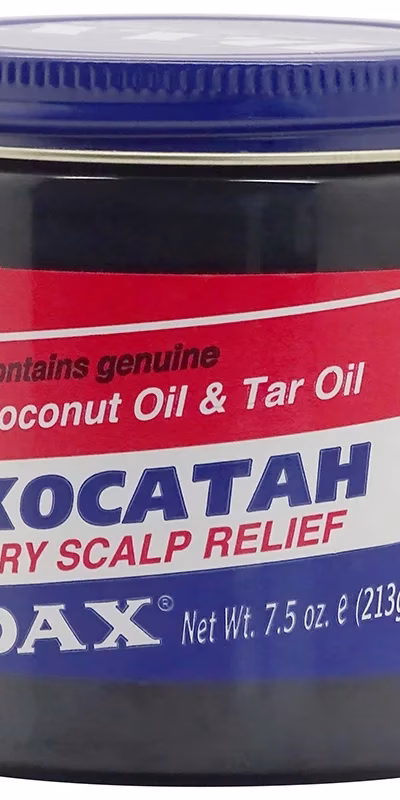 ontains genuine
oconut Oil & Tar Oil
KOCATAH
RY SCALP RELIEF
DAX® Net Wt. 7.5 oz. e (213g